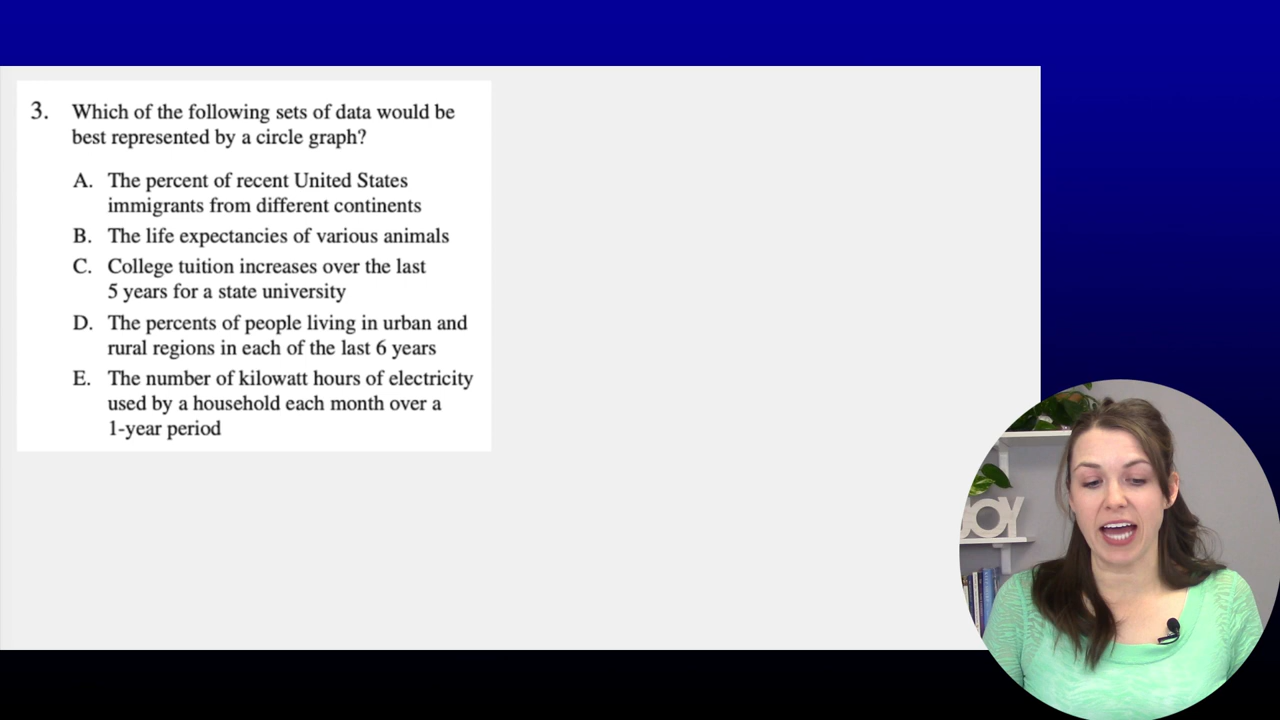 3. Which of the following sets of data would be
best represented by a circle graph?
A. The percent of recent United States
immigrants from different continents
B. The life expectancies of various animals
C. College tuition increases over the last
5 years for a state university
D. The percents of people living in urban and
rural regions in each of the last 6 years
E. The number of kilowatt hours of electricity
used by a household each month over a
1-year period
JOY